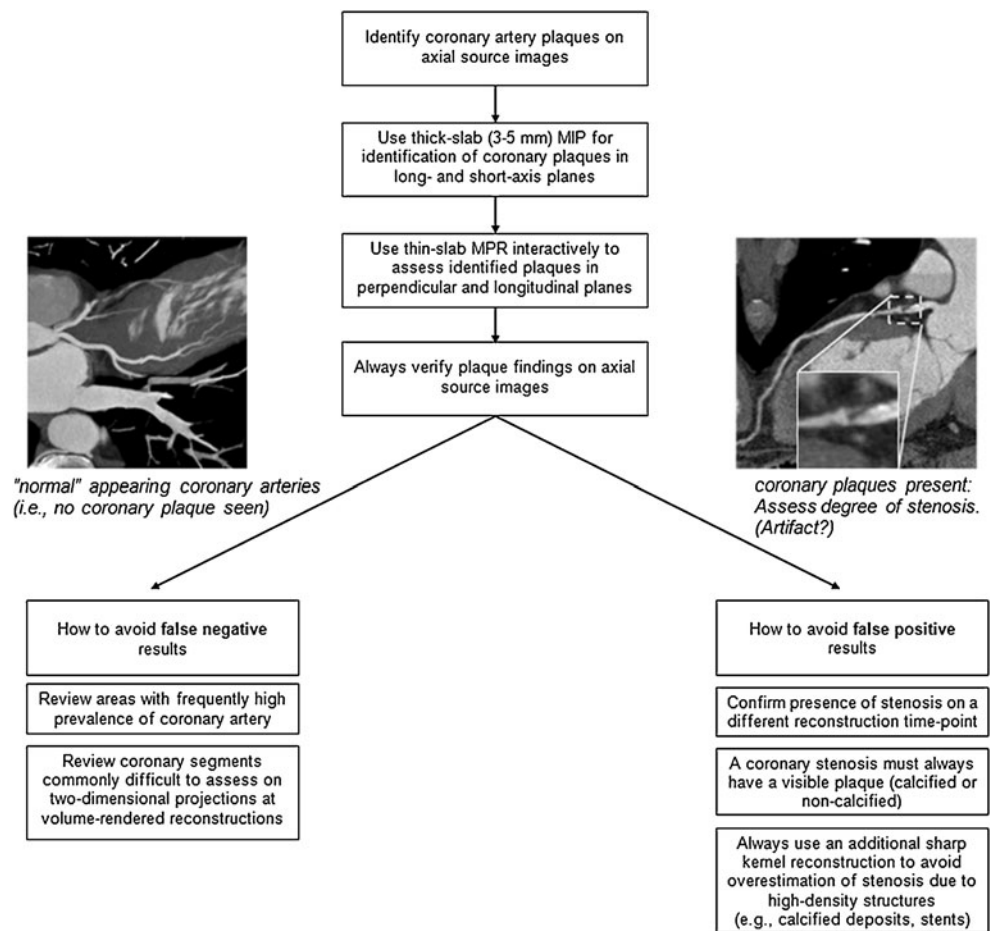 Identify coronary artery plaques on
axial source images
Use thick-slab (3-5 mm) MIP for
identification of coronary plaques in
long- and short-axis planes
Use thin-slab MPR interactively to
assess identified plaques in
perpendicular and longitudinal planes
Always verify plaque findings on axial
source images
"normal" appearing coronary arteries
(i.e., no coronary plaque seen)
coronary plaques present:
Assess degree of stenosis.
(Artifact?)
How to avoid false negative
results
Review areas with frequently high
prevalence of coronary artery
Review coronary segments
commonly difficult to assess on
two-dimensional projections at
volume-rendered reconstructions
How to avoid false positive
results
Confirm presence of stenosis on a
different reconstruction time-point
A coronary stenosis must always
have a visible plaque (calcified or
non-calcified)
Always use an additional sharp
kernel reconstruction to avoid
overestimation of stenosis due to
high-density structures
(e.g., calcified deposits, stents)